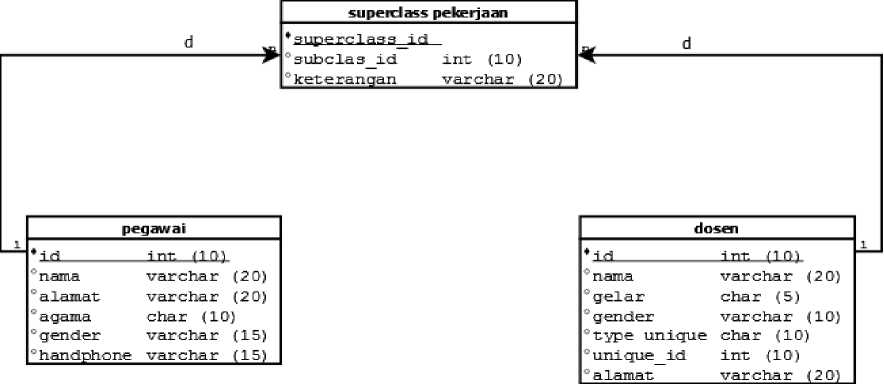 superclass pekerjaan
d
d
n
n
superclass_id
subclas_id int (10)
keterangan varchar (20)
pegawai
1
id int (10)
nama varchar (20)
alamat varchar (20)
agama char (10)
gender varchar (15)
handphone varchar (15)
dosen
1
id int (10)
nama varchar (20)
gelar char (5)
gender varchar (10)
type unique char (10)
unique_id int (10)
alamat varchar (20)